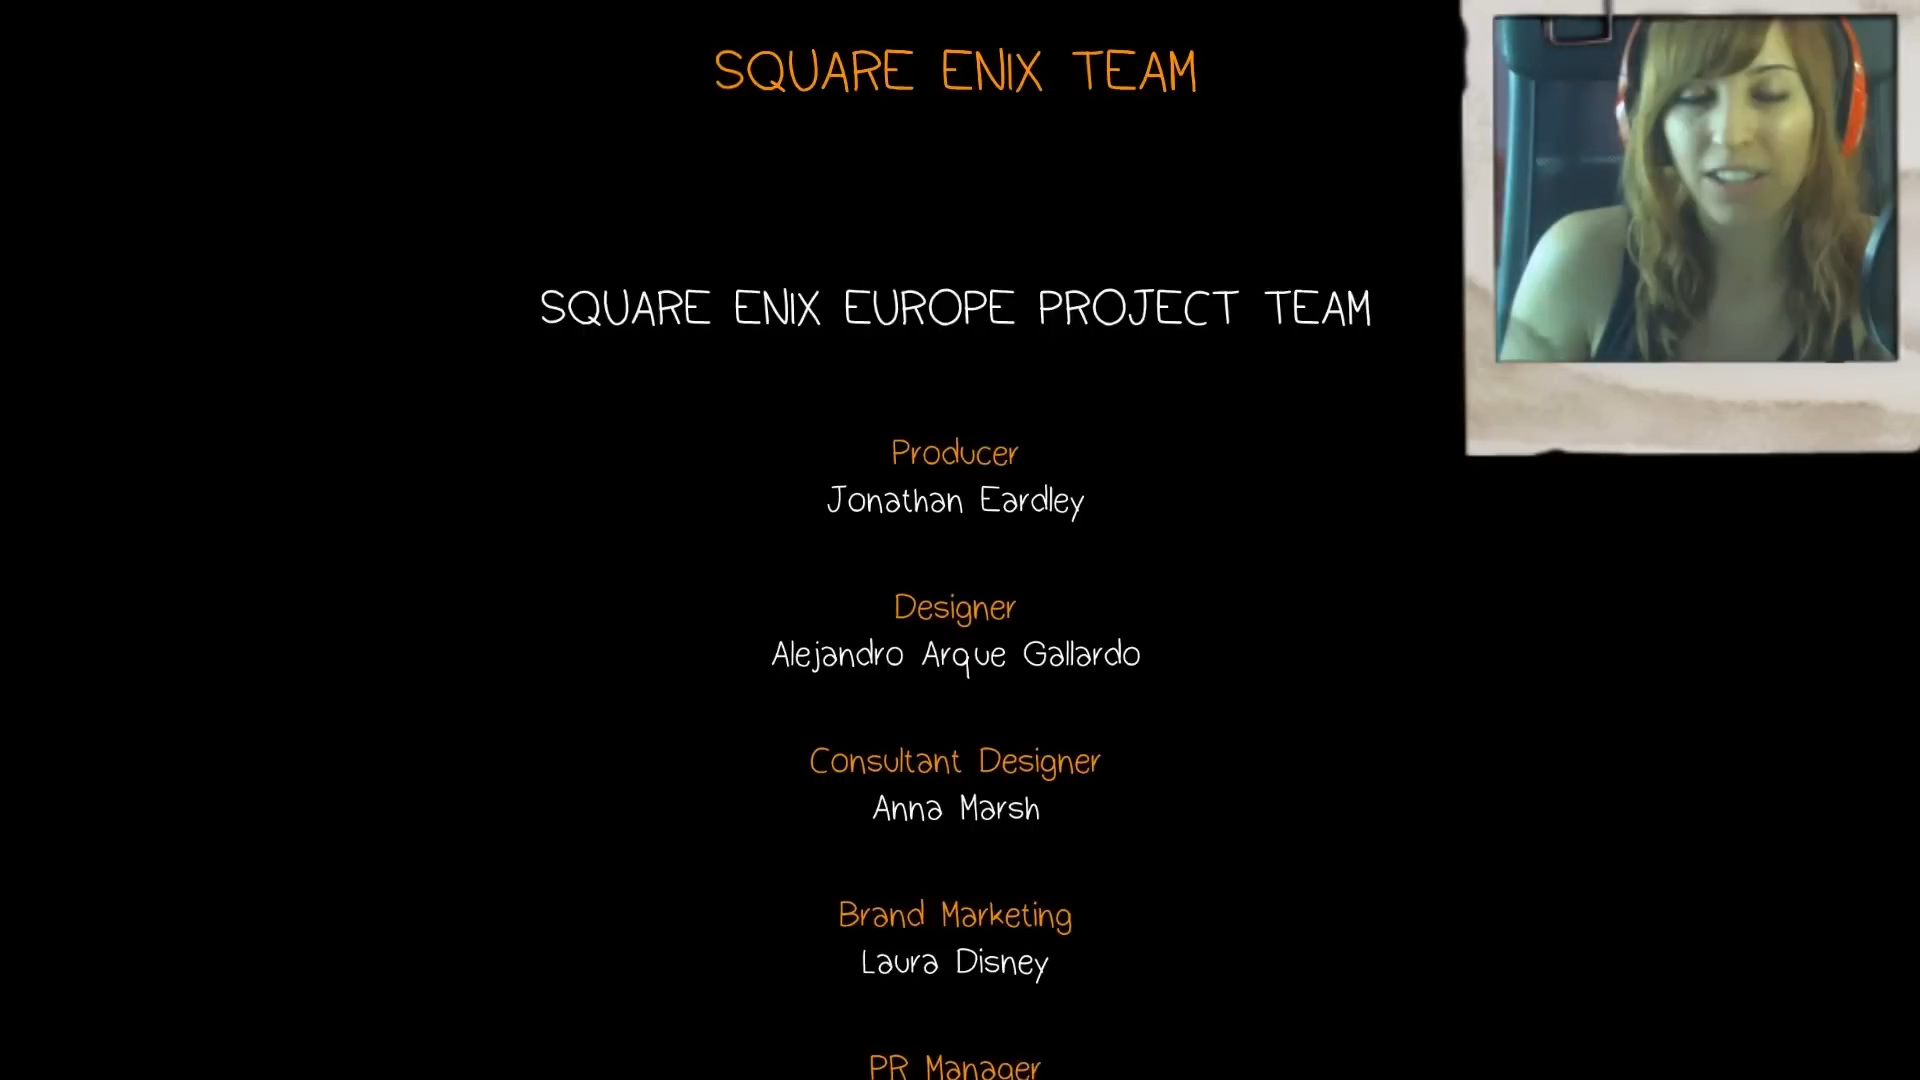 SQUARE ENIX TEAM
SQUARE ENIX EUROPE PROJECT TEAM
Producer
Jonathan Eardley
Designer
Alejandro Arque Gallardo
Consultant Designer
Anna Marsh
Brand Marketing
Laura Disney
PR Manager